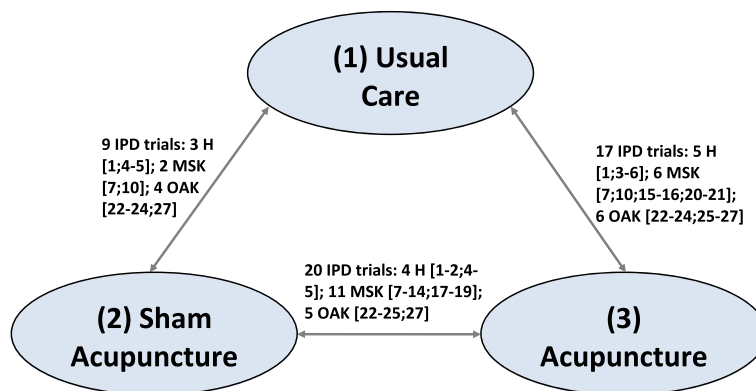 (1) Usual
Care
9 IPD trials: 3 H
[1;4-5]; 2 MSK
[7;10]; 4 OAK
[22-24;27]
17 IPD trials: 5 H
[1;3-6]; 6 MSK
[7;10;15-16;20-21];
6 OAK [22-24;25-27]
20 IPD trials: 4 H [1-2;4-
5]; 11 MSK [7-14;17-19];
5 OAK [22-25;27]
(2) Sham
Acupuncture
(3)
Acupuncture